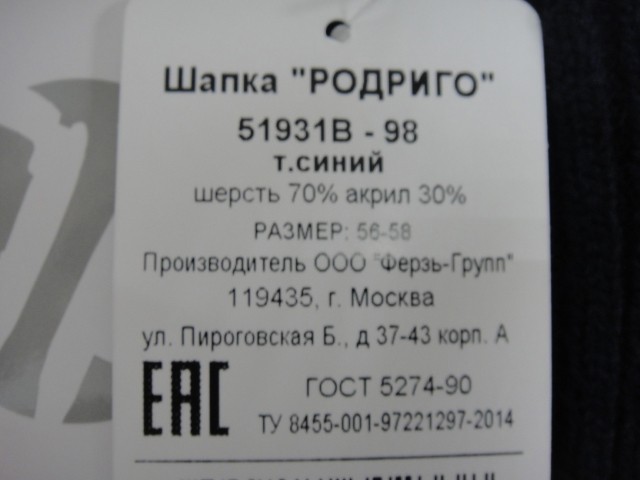 Шапка "РОДРИГО"
51931В - 98
т.синий
шерсть 70% акрил 30%
РАЗМЕР: 56-58
Производитель ООО "Ферзь-Групп"
119435, г. Москва
ул. Пироговская Б., д 37-43 корп. А
ЕАС
ГОСТ 5274-90
ТУ 8455-001-97221297-2014